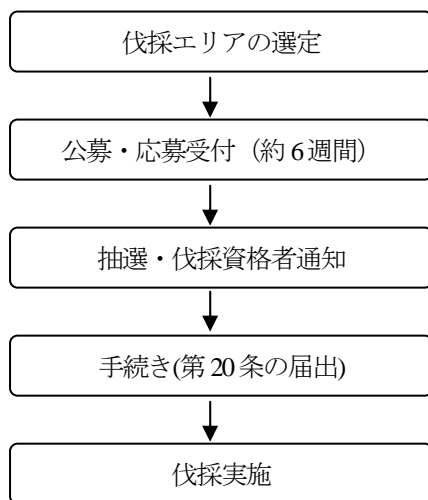 伐採エリアの選定
公募・応募受付（約6週間）
抽選・伐採資格者通知
手続き(第20条の届出)
伐採実施